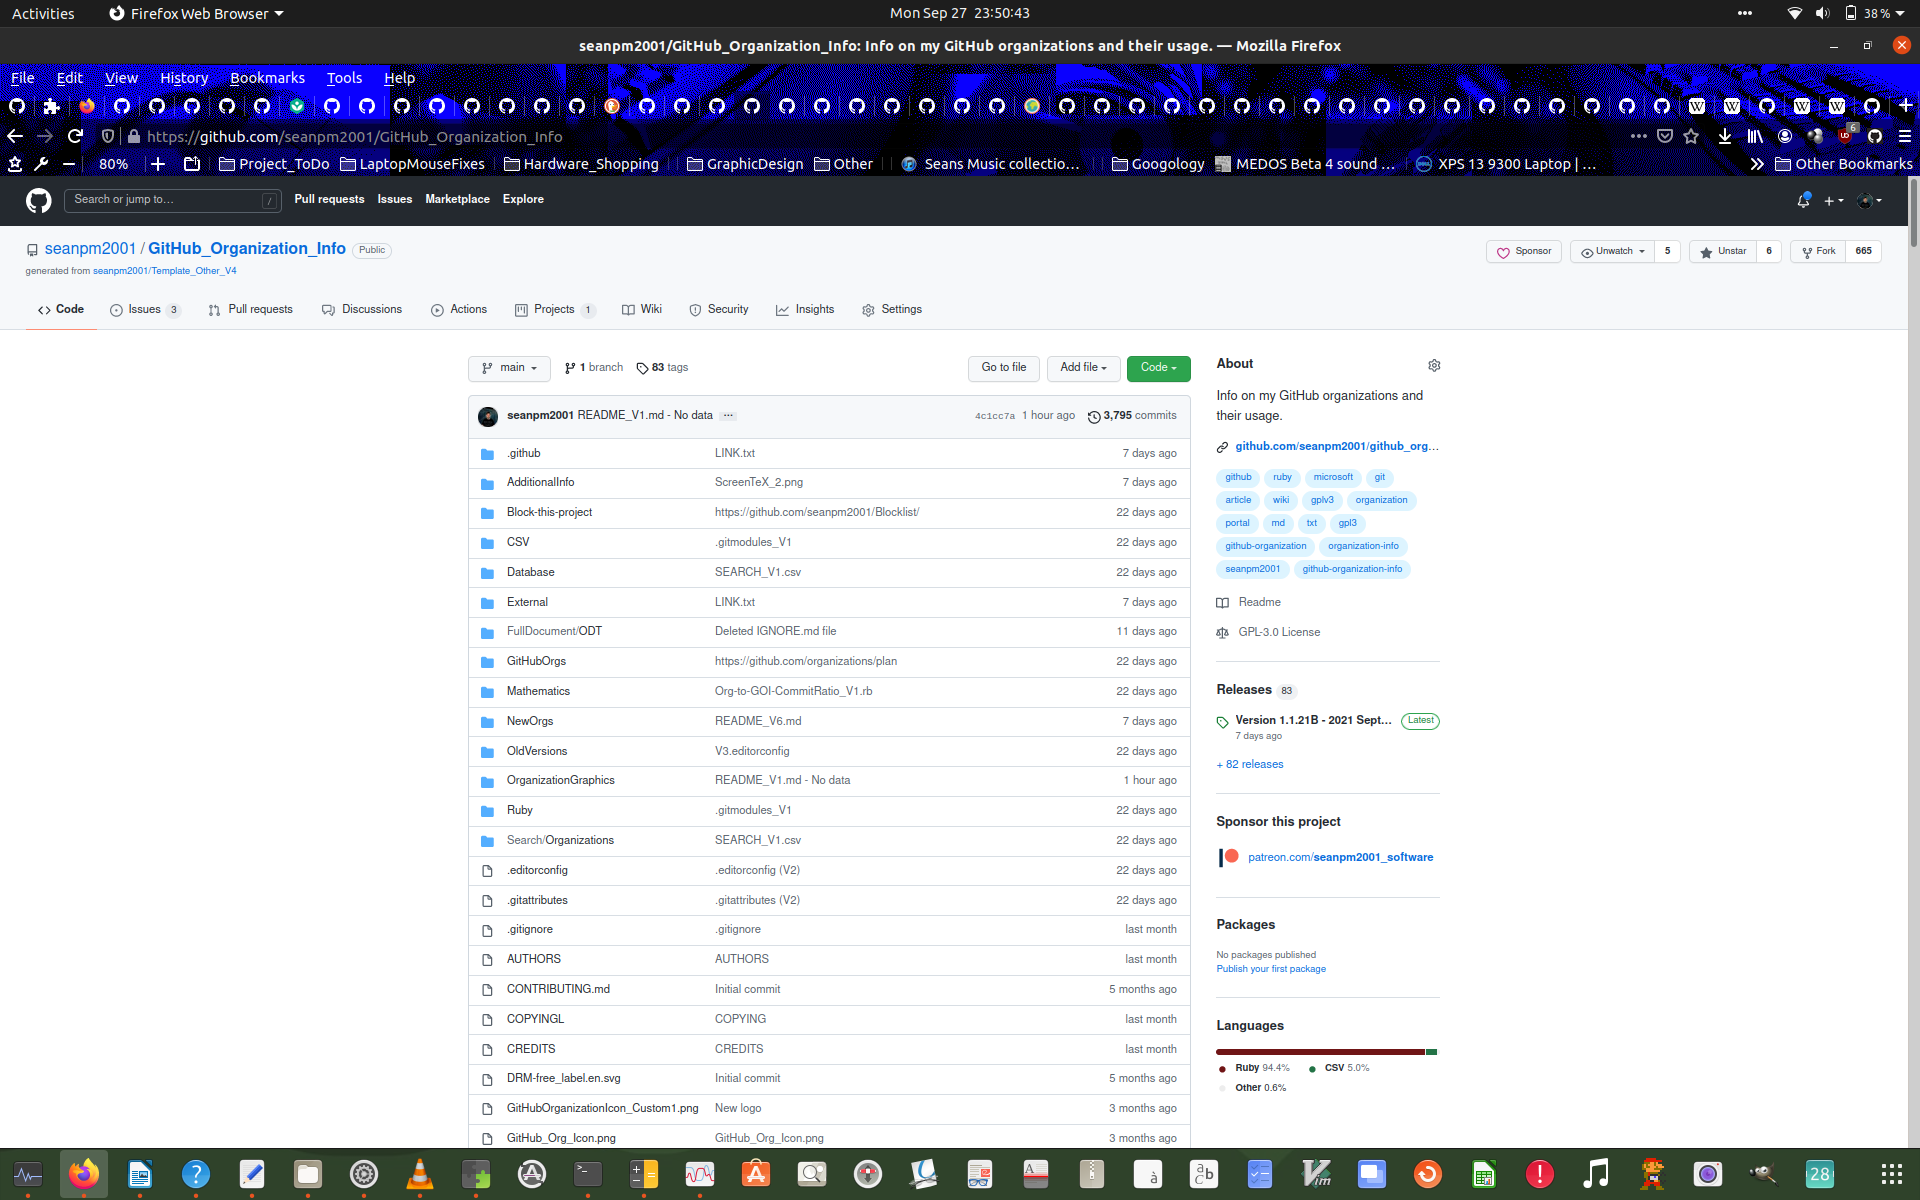 Activities
Firefox Web Browser
Mon Sep 27 23:50:43
38 %
seanpm2001/GitHub_Organization_Info: Info on my GitHub organizations and their usage. — Mozilla Firefox
File Edit View History Bookmarks Tools Help
https://github.com/seanpm2001/GitHub_Organization_Info
6
80%
Project_ToDo
LaptopMouseFixes
Hardware_Shopping
GraphicDesign
Other
Seans Music collectio…
Googology
MEDOS Beta 4 sound …
XPS 13 9300 Laptop | …
Other Bookmarks
Search or jump to…
/
Pull requests Issues Marketplace Explore
seanpm2001 / GitHub_Organization_Info Public
generated from seanpm2001/Template_Other_V4
Sponsor
Unwatch 5
Unstar 6
Fork 665
Code
Issues 3
Pull requests
Discussions
Actions
Projects 1
Wiki
Security
Insights
Settings
main
1 branch
83 tags
Go to file
Add file
Code
seanpm2001 README_V1.md - No data
4c1cc7a 1 hour ago
3,795 commits
.github LINK.txt 7 days ago
AdditionalInfo ScreenTeX_2.png 7 days ago
Block-this-project https://github.com/seanpm2001/Blocklist/ 22 days ago
CSV .gitmodules_V1 22 days ago
Database SEARCH_V1.csv 22 days ago
External LINK.txt 7 days ago
FullDocument/ODT Deleted IGNORE.md file 11 days ago
GitHubOrgs https://github.com/organizations/plan 22 days ago
Mathematics Org-to-GOI-CommitRatio_V1.rb 22 days ago
NewOrgs README_V6.md 7 days ago
OldVersions V3.editorconfig 22 days ago
OrganizationGraphics README_V1.md - No data 1 hour ago
Ruby .gitmodules_V1 22 days ago
Search/Organizations SEARCH_V1.csv 22 days ago
.editorconfig .editorconfig (V2) 22 days ago
.gitattributes .gitattributes (V2) 22 days ago
.gitignore .gitignore last month
AUTHORS AUTHORS last month
CONTRIBUTING.md Initial commit 5 months ago
COPYINGL COPYING last month
CREDITS CREDITS last month
DRM-free_label.en.svg Initial commit 5 months ago
GitHubOrganizationIcon_Custom1.png New logo 3 months ago
GitHub_Org_Icon.png GitHub_Org_Icon.png 3 months ago
About
Info on my GitHub organizations and
their usage.
github.com/seanpm2001/github_org…
github ruby microsoft git
article wiki gplv3 organization
portal md txt gpl3
github-organization organization-info
seanpm2001 github-organization-info
Readme
GPL-3.0 License
Releases 83
Version 1.1.21B - 2021 Sept… Latest
7 days ago
+ 82 releases
Sponsor this project
patreon.com/seanpm2001_software
Packages
No packages published
Publish your first package
Languages
Ruby 94.4% CSV 5.0%
Other 0.6%
28